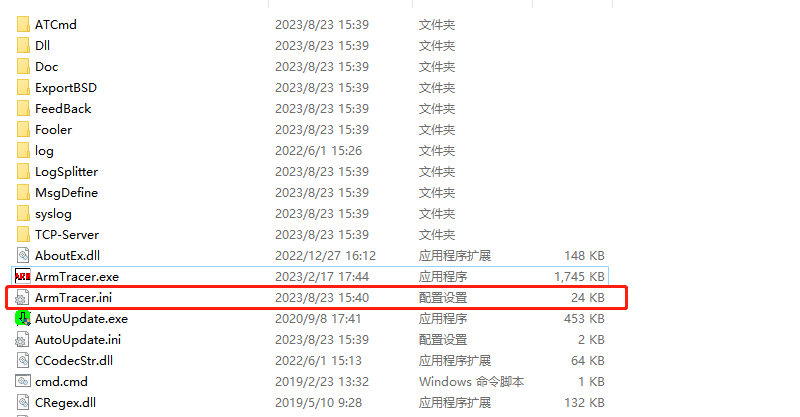 ATCmd 2023/8/23 15:39 文件夹
Dll 2023/8/23 15:39 文件夹
Doc 2023/8/23 15:39 文件夹
ExportBSD 2023/8/23 15:39 文件夹
FeedBack 2023/8/23 15:39 文件夹
Fooler 2023/8/23 15:39 文件夹
log 2022/6/1 15:26 文件夹
LogSplitter 2023/8/23 15:39 文件夹
MsgDefine 2023/8/23 15:39 文件夹
syslog 2023/8/23 15:39 文件夹
TCP-Server 2023/8/23 15:39 文件夹
AboutEx.dll 2022/12/27 16:12 应用程序扩展 148 KB
ArmTracer.exe 2023/2/17 17:44 应用程序 1,745 KB
ArmTracer.ini 2023/8/23 15:40 配置设置 24 KB
AutoUpdate.exe 2020/9/8 17:41 应用程序 453 KB
AutoUpdate.ini 2023/8/23 15:39 配置设置 2 KB
CCodecStr.dll 2022/6/1 15:13 应用程序扩展 64 KB
cmd.cmd 2019/2/23 13:32 Windows 命令脚本 1 KB
CRegex.dll 2019/5/10 9:28 应用程序扩展 132 KB